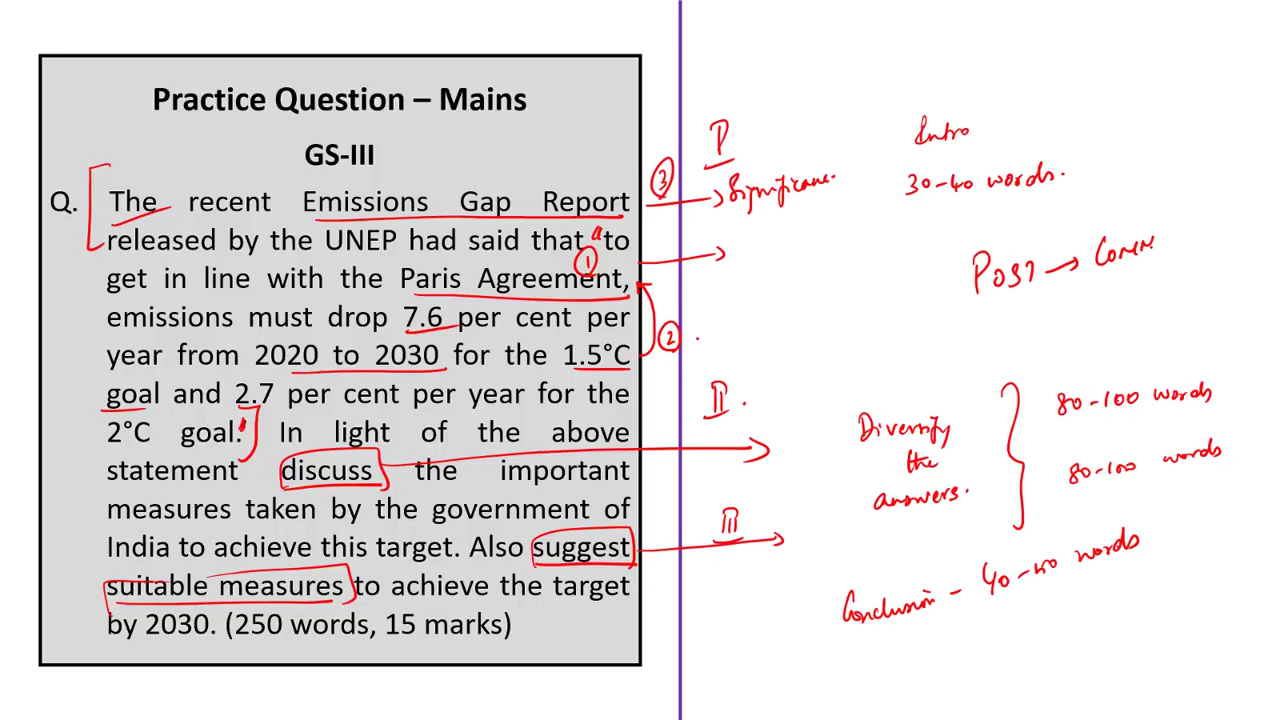 Practice Question – Mains
GS-III
Q. The recent Emissions Gap Report
released by the UNEP had said that "to
get in line with the Paris Agreement,
emissions must drop 7.6 per cent per
year from 2020 to 2030 for the 1.5°C
goal and 2.7 per cent per year for the
2°C goal." In light of the above
statement discuss the important
measures taken by the government of
India to achieve this target. Also suggest
suitable measures to achieve the target
by 2030. (250 words, 15 marks)
③
①
②
I
Significance.
Intro
30-40 words.
POST →
II.
Diversify
the
answers.
80-100 words
80-100 words
III
Conclusion - 40-50 words